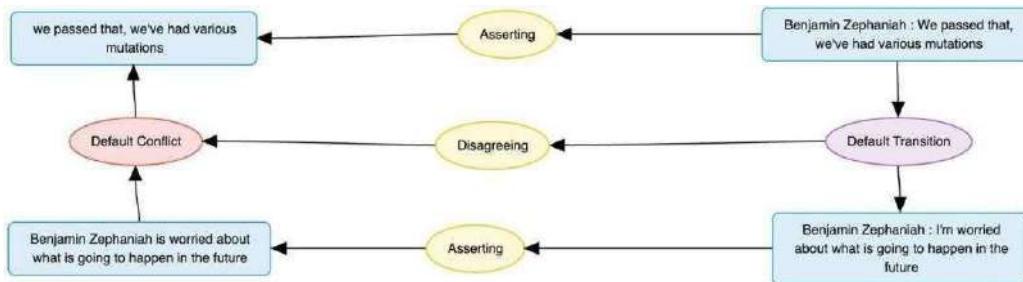 we passed that, we've had various
mutations
Asserting
Benjamin Zephaniah : We passed that,
we've had various mutations
Default Conflict
Disagreeing
Default Transition
Benjamin Zephaniah is worried about
what is going to happen in the future
Asserting
Benjamin Zephaniah : I'm worried
about what is going to happen in the
future